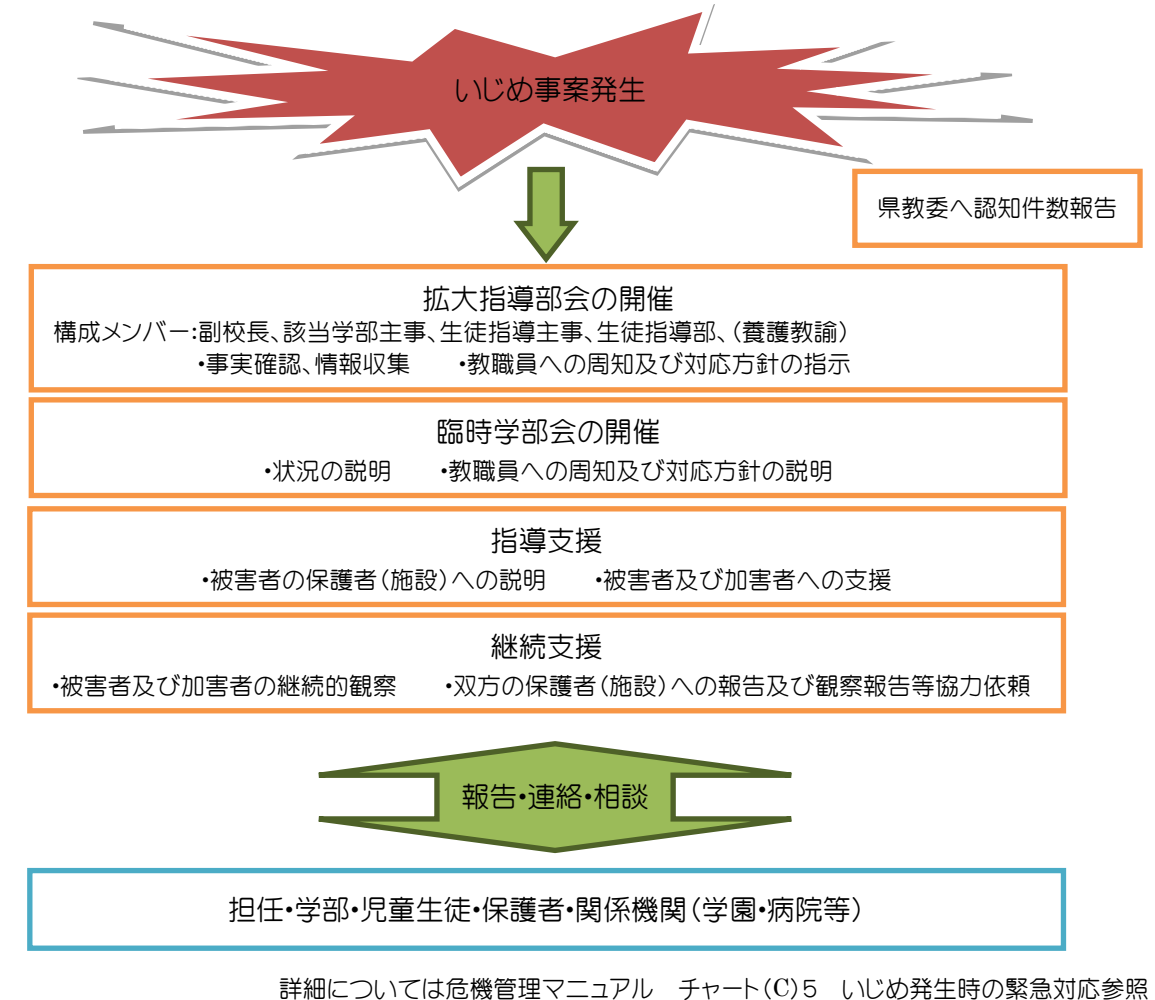 いじめ事案発生
県教委へ認知件数報告
拡大指導部会の開催
構成メンバー:副校長、該当学部主事、生徒指導主事、生徒指導部、(養護教諭)
・事実確認、情報収集　・教職員への周知及び対応方針の指示
臨時学部会の開催
・状況の説明　・教職員への周知及び対応方針の説明
指導支援
・被害者の保護者(施設)への説明　・被害者及び加害者への支援
継続支援
・被害者及び加害者の継続的観察　・双方の保護者(施設)への報告及び観察報告等協力依頼
報告・連絡・相談
担任・学部・児童生徒・保護者・関係機関(学園・病院等)
詳細については危機管理マニュアル　チャート(C)５　いじめ発生時の緊急対応参照